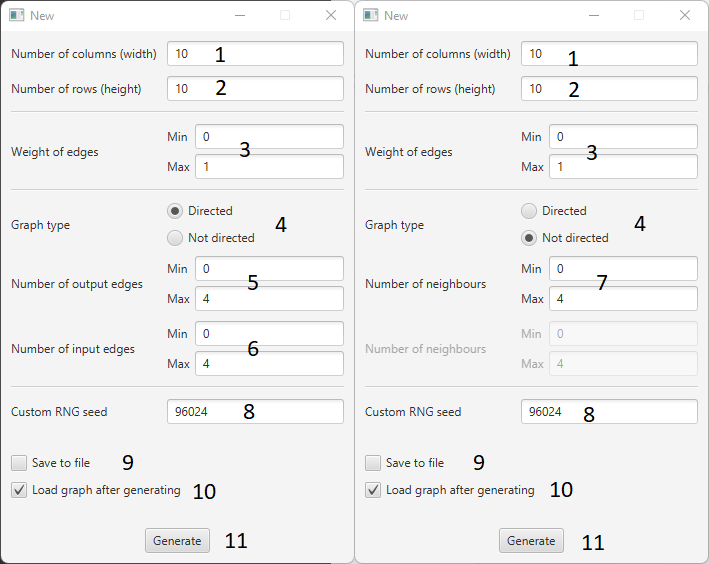 New
Number of columns (width) 10 1
Number of rows (height) 10 2
Weight of edges
Min 0
3
Max 1
Graph type
Directed
4
Not directed
Number of output edges
Min 0
5
Max 4
Number of input edges
Min 0
6
Max 4
Custom RNG seed 96024 8
Save to file 9
Load graph after generating 10
Generate 11
New
Number of columns (width) 10 1
Number of rows (height) 10 2
Weight of edges
Min 0
3
Max 1
Graph type
Directed
4
Not directed
Number of neighbours
Min 0
7
Max 4
Number of neighbours
Min 0
Max 4
Custom RNG seed 96024 8
Save to file 9
Load graph after generating 10
Generate 11